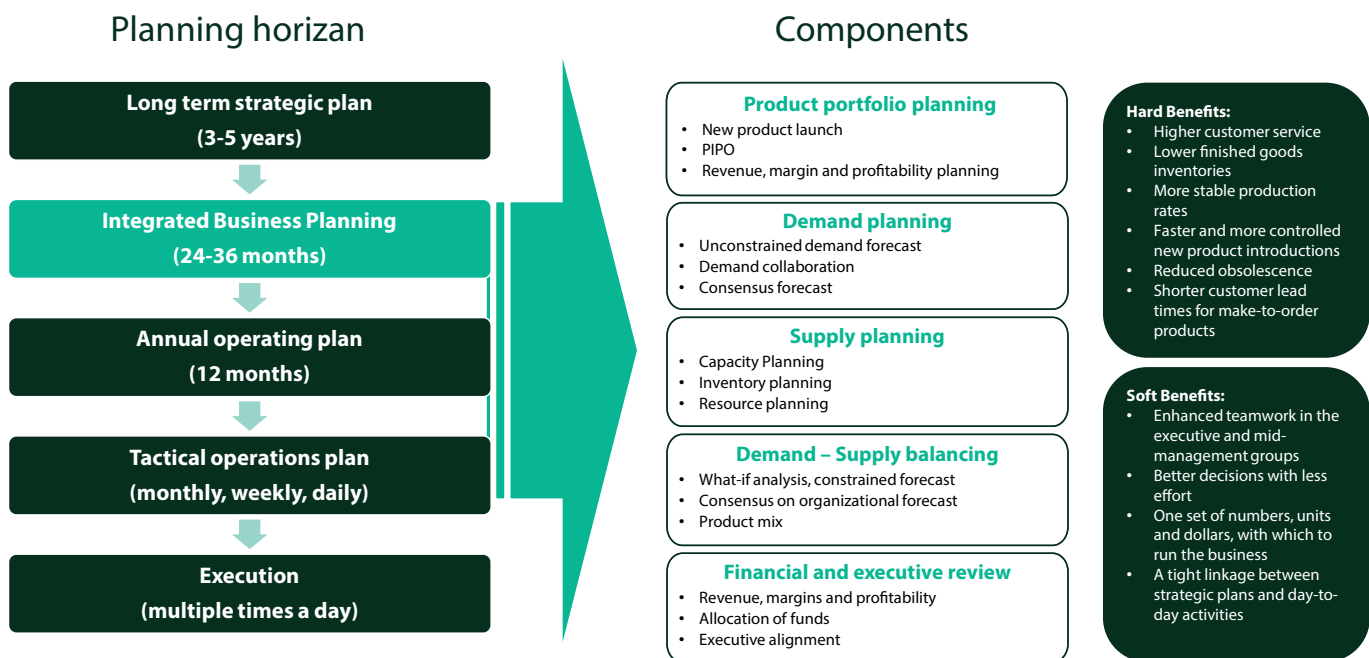 Planning horizan
Long term strategic plan
(3-5 years)
Integrated Business Planning
(24-36 months)
Annual operating plan
(12 months)
Tactical operations plan
(monthly, weekly, daily)
Execution
(multiple times a day)
Components
Product portfolio planning
• New product launch
• PIPO
• Revenue, margin and profitability planning
Demand planning
• Unconstrained demand forecast
• Demand collaboration
• Consensus forecast
Supply planning
• Capacity Planning
• Inventory planning
• Resource planning
Demand – Supply balancing
• What-if analysis, constrained forecast
• Consensus on organizational forecast
• Product mix
Financial and executive review
• Revenue, margins and profitability
• Allocation of funds
• Executive alignment
Hard Benefits:
• Higher customer service
• Lower finished goods
inventories
• More stable production
rates
• Faster and more controlled
new product introductions
• Reduced obsolescence
• Shorter customer lead
times for make-to-order
products
Soft Benefits:
• Enhanced teamwork in the
executive and mid-
management groups
• Better decisions with less
effort
• One set of numbers, units
and dollars, with which to
run the business
• A tight linkage between
strategic plans and day-to-
day activities